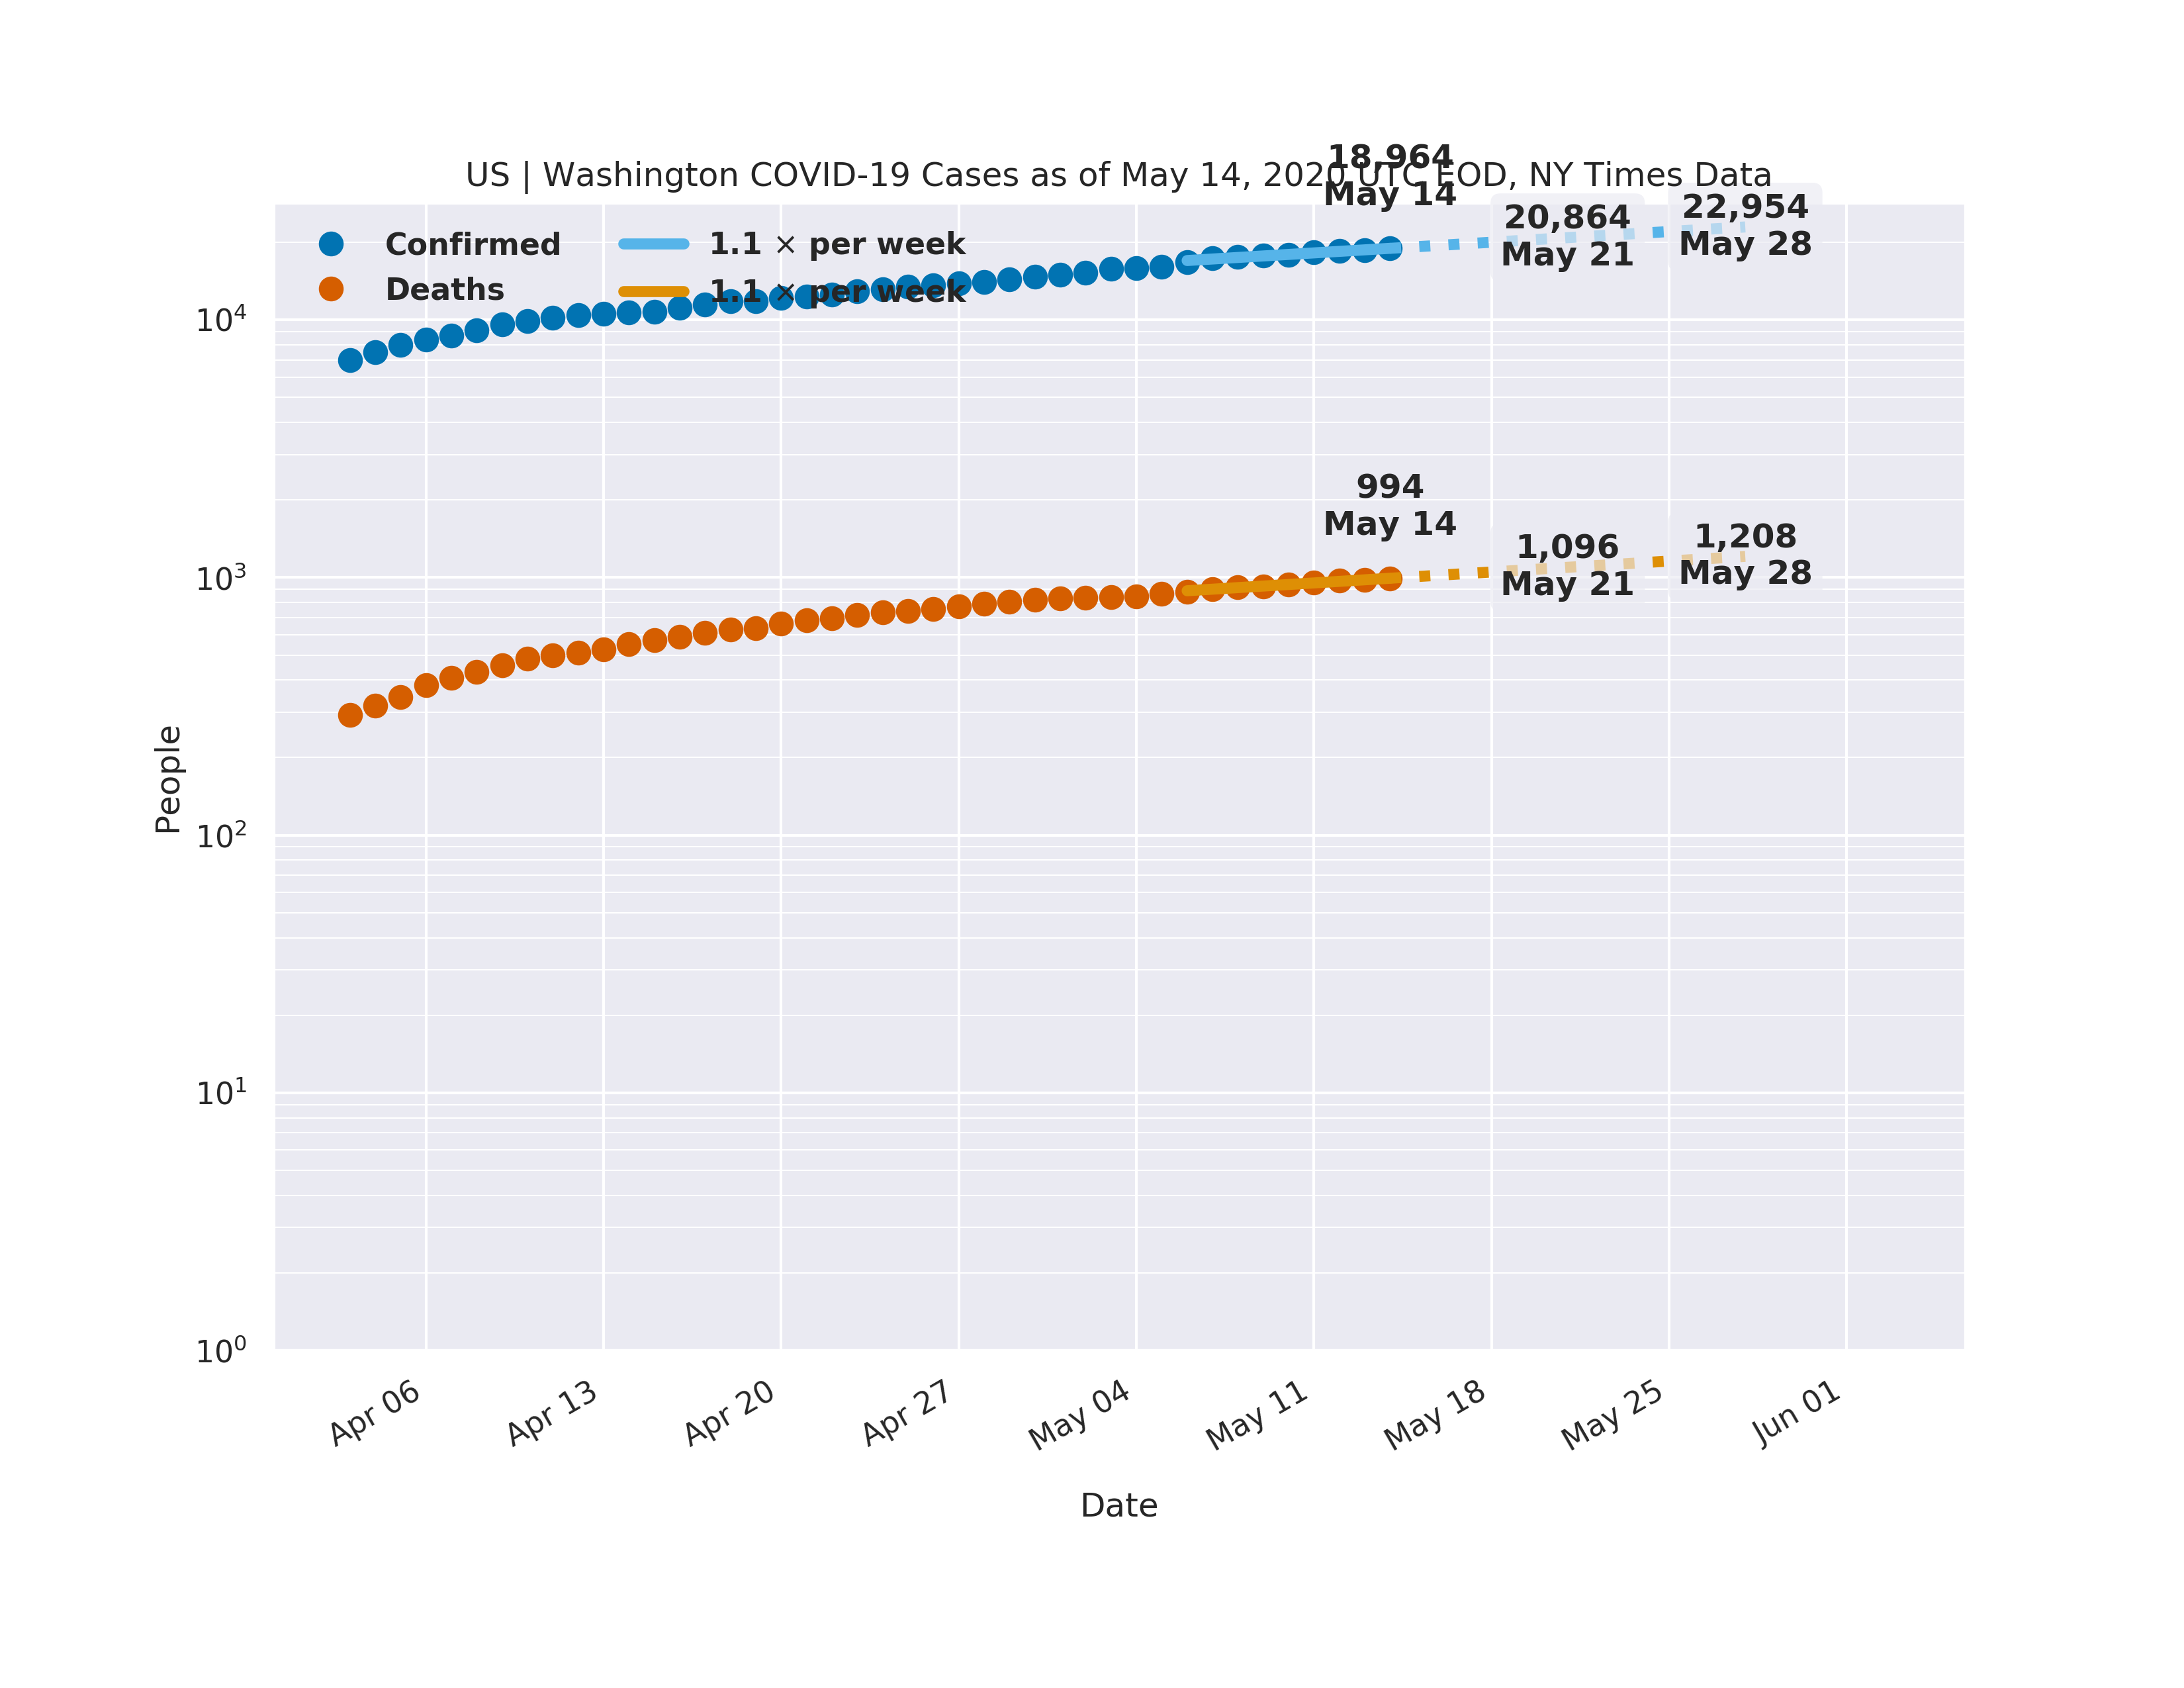 18,964
May 14
US | Washington COVID-19 Cases as of May 14, 2020 UTC EOD, NY Times Data
20,864
May 21
22,954
May 28
Confirmed
Deaths
1.1 × per week
1.1 × per week
994
May 14
1,096
May 21
1,208
May 28
People
10⁴
10³
10²
10¹
10⁰
Apr 06
Apr 13
Apr 20
Apr 27
May 04
May 11
May 18
May 25
Jun 01
Date